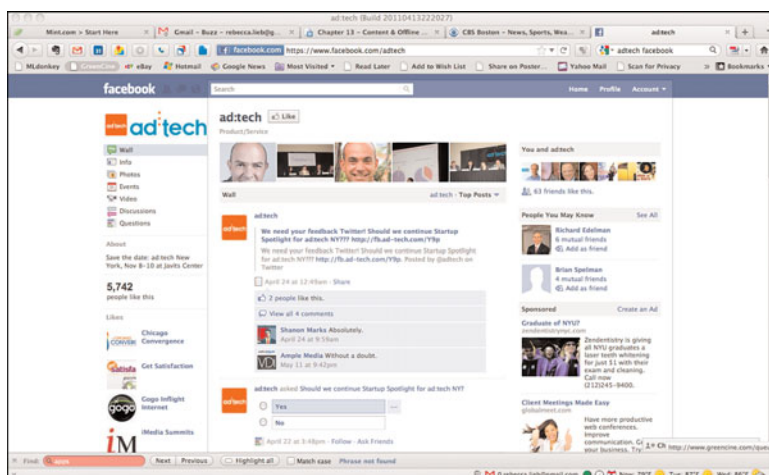 ad:tech (Build 20110413222027)
Mint.com > Start Here
Gmail - Buzz - rebecca.lieb@g...
Chapter 13 - Content & Offline ...
CBS Boston - News, Sports, Wea...
ad:tech
facebook.com https://www.facebook.com/adtech
adtech facebook
MLdonkey
GreenCine
eBay
Hotmail
Google News
Most Visited
Read Later
Add to Wish List
Share on Poster...
Yahoo Mail
Scan for Privacy
Bookmarks
facebook
Search
Home Profile Account
ad:tech
ad:tech
Wall
Info
Photos
Events
Video
Discussions
Questions
About
Save the date: ad:tech New
York, Nov 8-10 at Javits Center
5,742
people like this
Likes
Chicago
Convergence
Get Satisfaction
Gogo Inflight
Internet
iMedia Summits
ad:tech Like
Product/Service
Wall ad:tech · Top Posts
ad:tech
We need your feedback Twitter! Should we continue Startup
Spotlight for ad:tech NY??? http://fb.ad-tech.com/Y9p
We need your feedback Twitter! Should we continue Startup Spotlight
for ad:tech NY??? http://fb.ad-tech.com/Y9p. Posted by @adtech on
Twitter
April 24 at 12:49am · Share
2 people like this.
View all 4 comments
Shanon Marks Absolutely.
April 24 at 9:59am
Ample Media Without a doubt.
May 11 at 9:42pm
ad:tech asked Should we continue Startup Spotlight for ad:tech NY?
Yes
No
April 22 at 3:48pm · Follow · Ask Friends
You and ad:tech
63 friends like this.
People You May Know See All
Richard Edelman
6 mutual friends
Add as friend
Brian Spelman
4 mutual friends
Add as friend
Sponsored Create an Ad
Graduate of NYU?
zendentistrynyc.com
Zendentistry is giving
all NYU graduates a
laser teeth whitening
for just $1 with their
exam and cleaning.
Call now
(212)245-9400.
Client Meetings Made Easy
globalmeet.com
Have more productive
web conferences.
Improve
communication. G
your business. Try
http://www.greencine.com/que
Find: Next Previous Highlight all Match case Phrase not found